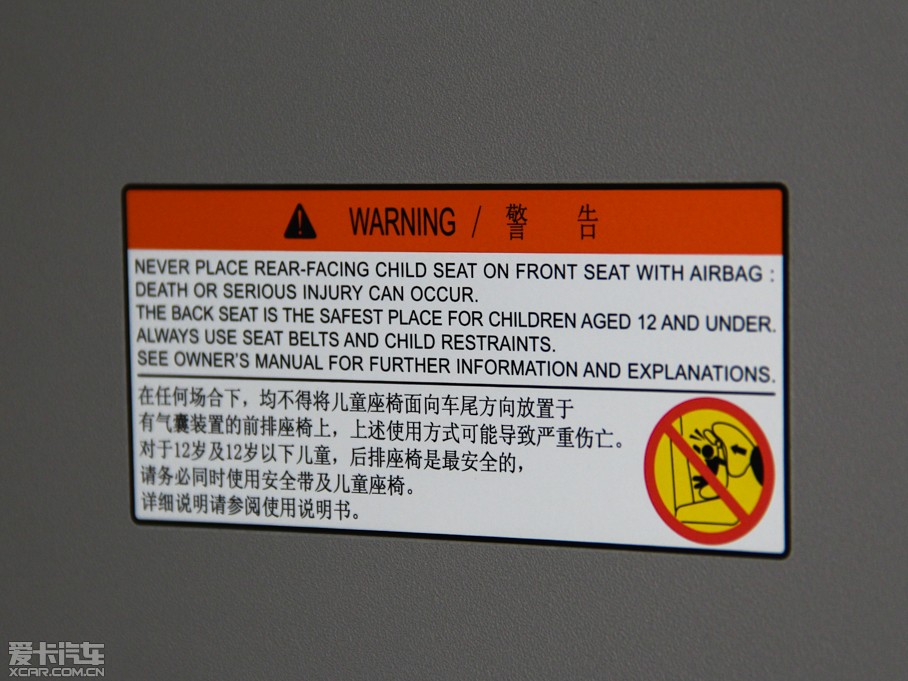 WARNING / 警 告
NEVER PLACE REAR-FACING CHILD SEAT ON FRONT SEAT WITH AIRBAG :
DEATH OR SERIOUS INJURY CAN OCCUR.
THE BACK SEAT IS THE SAFEST PLACE FOR CHILDREN AGED 12 AND UNDER.
ALWAYS USE SEAT BELTS AND CHILD RESTRAINTS.
SEE OWNER'S MANUAL FOR FURTHER INFORMATION AND EXPLANATIONS.
在任何场合下，均不得将儿童座椅面向车尾方向放置于
有气囊装置的前排座椅上，上述使用方式可能导致严重伤亡。
对于12岁及12岁以下儿童，后排座椅是最安全的，
请务必同时使用安全带及儿童座椅。
详细说明请参阅使用说明书。
爱卡汽车
XCAR.COM.CN